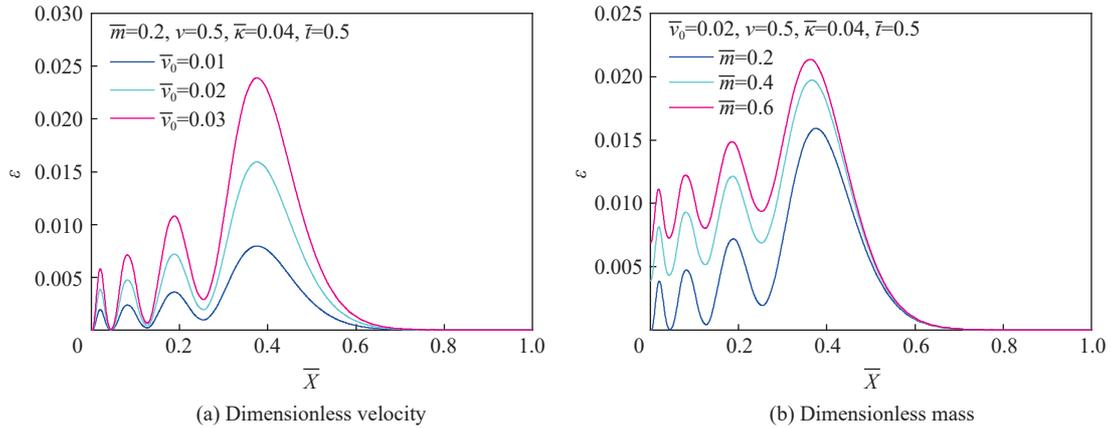 0.030
0.025
0.020
0.015
0.010
0.005
0
0.2
0.4
0.6
0.8
1.0
ε
X̅
m̅=0.2, ν=0.5, κ̅=0.04, t̅=0.5
v̅₀=0.01
v̅₀=0.02
v̅₀=0.03
(a) Dimensionless velocity
0.025
0.020
0.015
0.010
0.005
0
0.2
0.4
0.6
0.8
1.0
ε
X̅
v̅₀=0.02, ν=0.5, κ̅=0.04, t̅=0.5
m̅=0.2
m̅=0.4
m̅=0.6
(b) Dimensionless mass